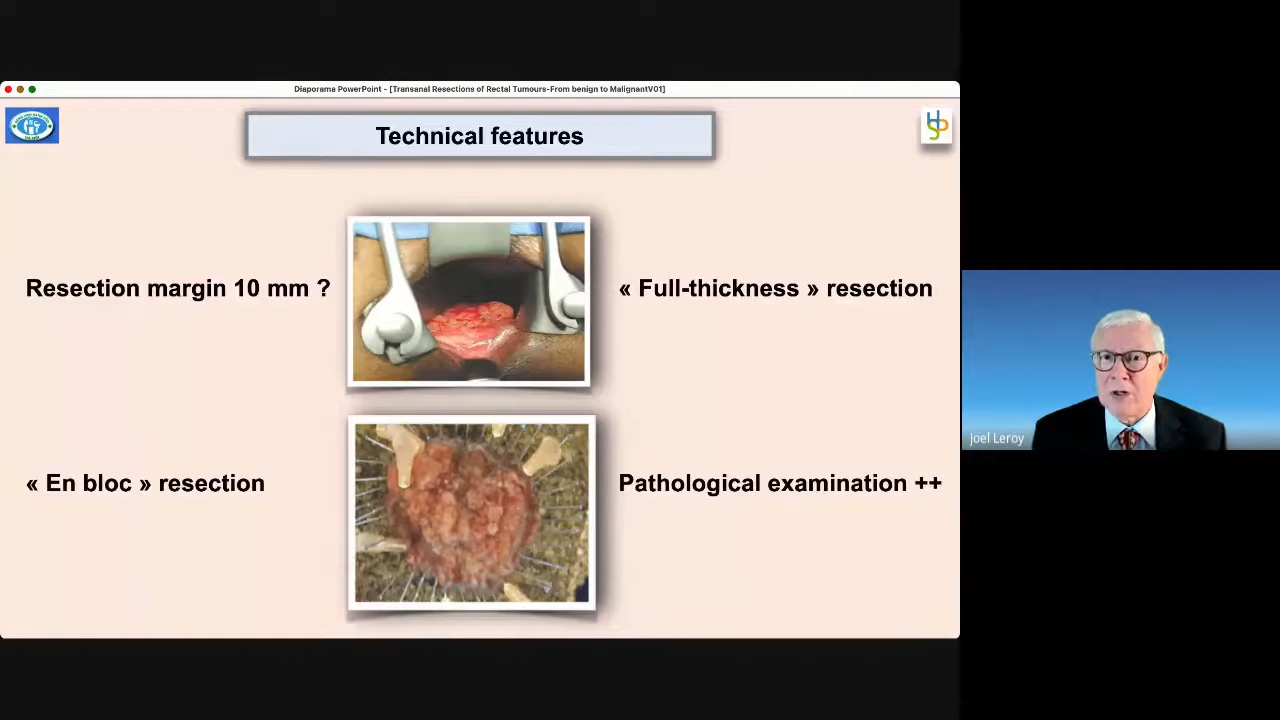 Diaporama PowerPoint - [Transanal Resections of Rectal Tumours-From benign to MalignantV01]
Technical features
Resection margin 10 mm ?
« Full-thickness » resection
« En bloc » resection
Pathological examination ++
Joel Leroy